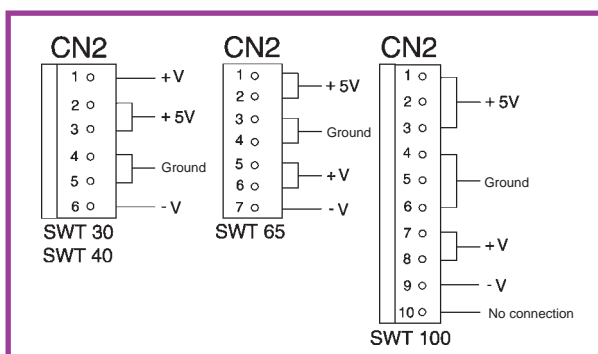 CN2
1
2
3
4
5
6
+V
+ 5V
Ground
- V
SWT 30
SWT 40
CN2
1
2
3
4
5
6
7
+ 5V
Ground
+V
- V
SWT 65
CN2
1
2
3
4
5
6
7
8
9
10
+ 5V
Ground
+V
- V
No connection
SWT 100